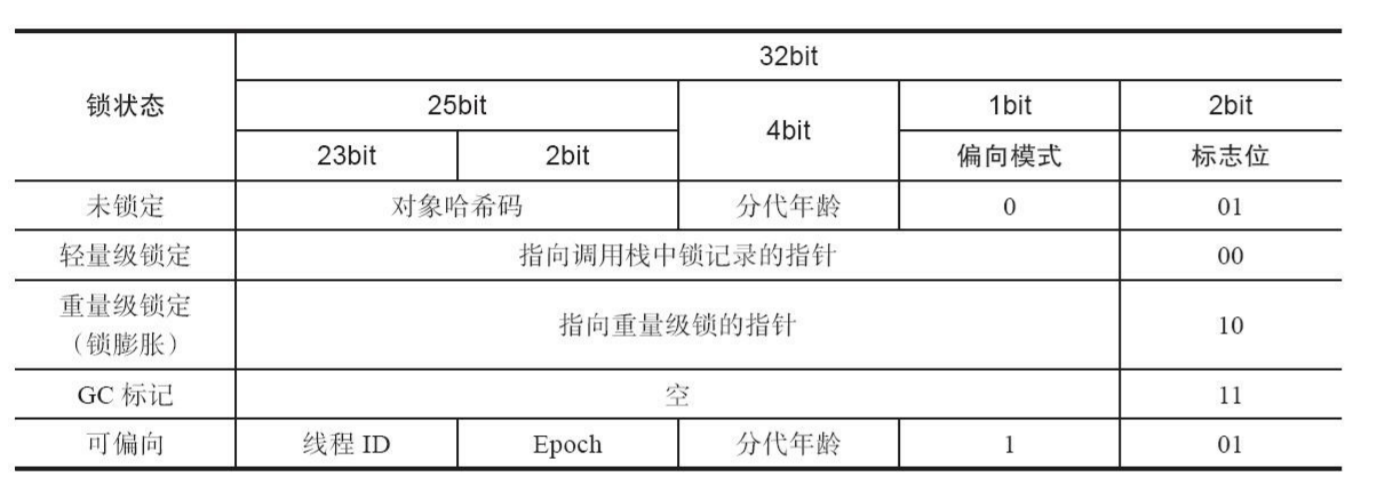 32bit
锁状态
25bit
4bit
1bit
2bit
23bit
2bit
偏向模式
标志位
未锁定
对象哈希码
分代年龄
0
01
轻量级锁定
指向调用栈中锁记录的指针
00
重量级锁定
（锁膨胀）
指向重量级锁的指针
10
GC 标记
空
11
可偏向
线程 ID
Epoch
分代年龄
1
01